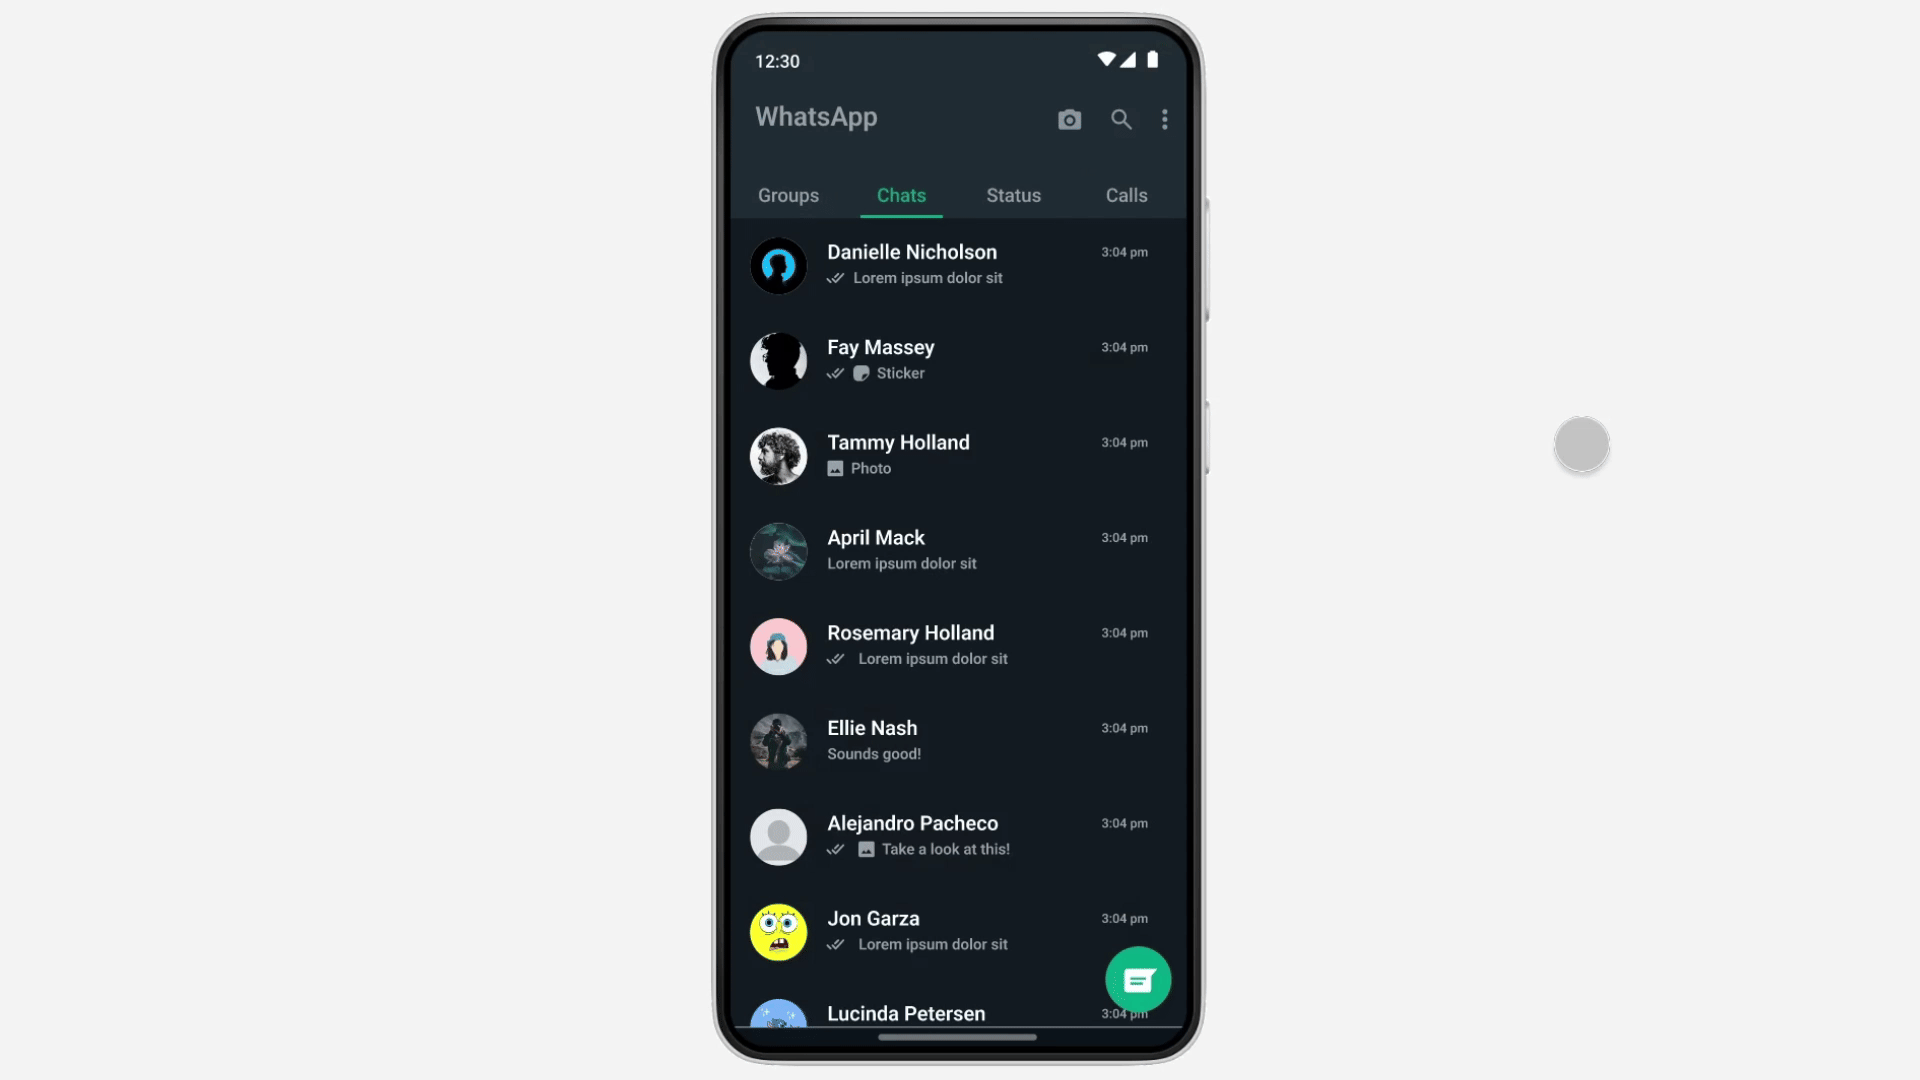 12:30
WhatsApp
Groups Chats Status Calls
Danielle Nicholson 3:04 pm
Lorem ipsum dolor sit
Fay Massey 3:04 pm
Sticker
Tammy Holland 3:04 pm
Photo
April Mack 3:04 pm
Lorem ipsum dolor sit
Rosemary Holland 3:04 pm
Lorem ipsum dolor sit
Ellie Nash 3:04 pm
Sounds good!
Alejandro Pacheco 3:04 pm
Take a look at this!
Jon Garza 3:04 pm
Lorem ipsum dolor sit
Lucinda Petersen 3:04 pm